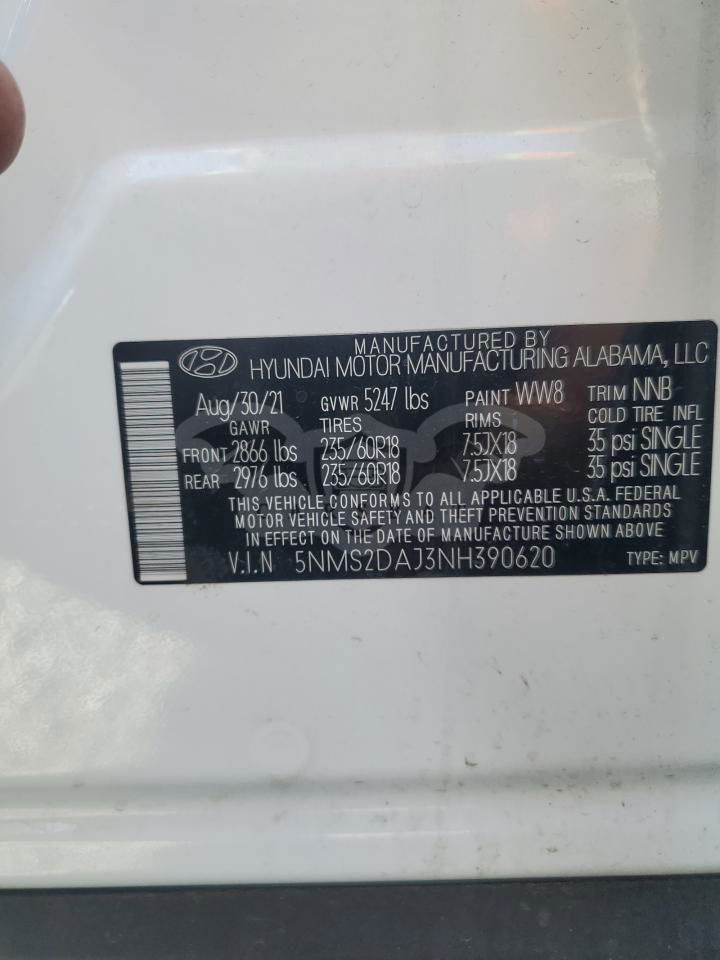 MANUFACTURED BY
HYUNDAI MOTOR MANUFACTURING ALABAMA, LLC
Aug/30/21 GVWR 5247 lbs PAINT WW8 TRIM NNB
GAWR TIRES RIMS COLD TIRE INFL
FRONT 2866 lbs 235/60R18 7.5JX18 35 psi SINGLE
REAR 2976 lbs 235/60R18 7.5JX18 35 psi SINGLE
THIS VEHICLE CONFORMS TO ALL APPLICABLE U.S.A. FEDERAL
MOTOR VEHICLE SAFETY AND THEFT PREVENTION STANDARDS
IN EFFECT ON THE DATE OF MANUFACTURE SHOWN ABOVE
V.I.N 5NMS2DAJ3NH390620 TYPE: MPV